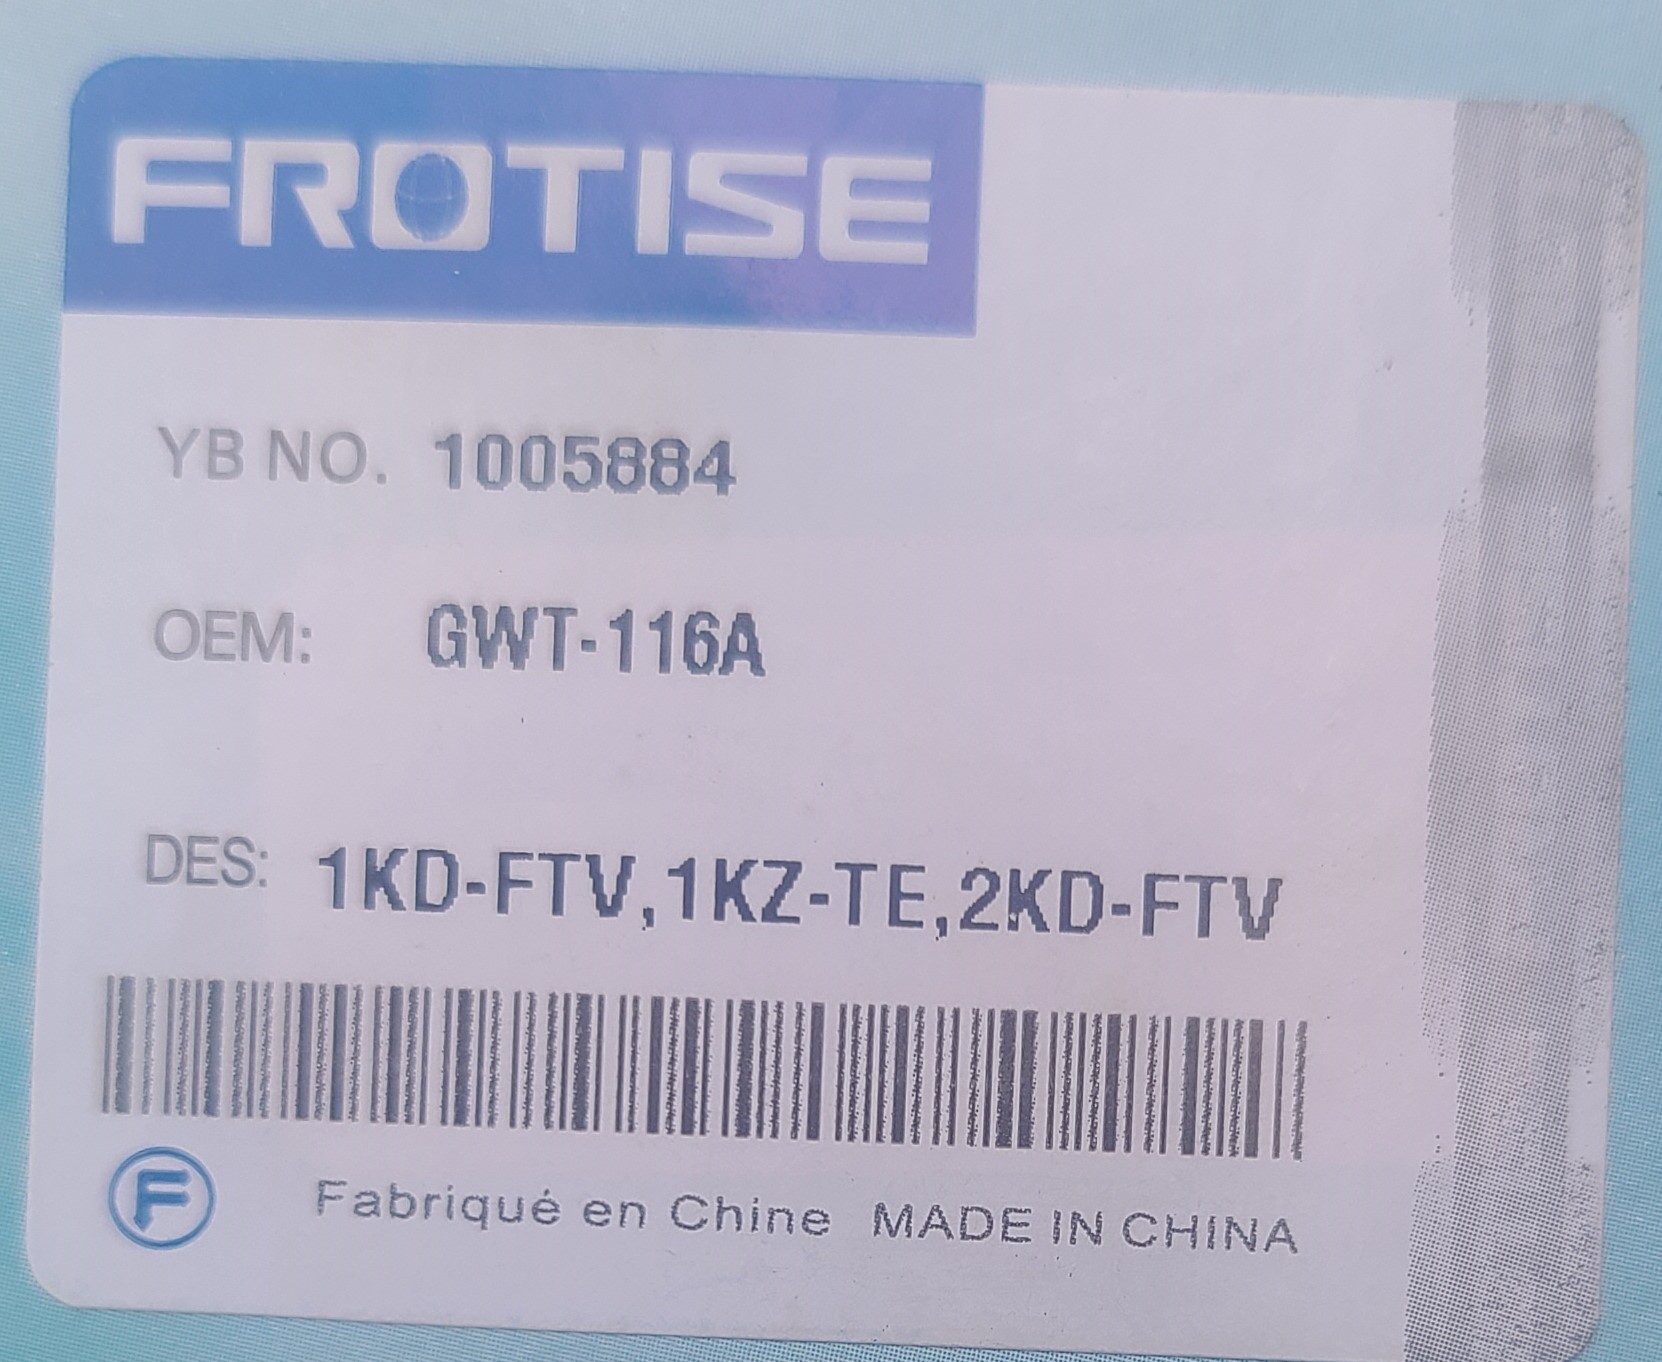 FROTISE
YB NO. 1005884
OEM: GWT-116A
DES: 1KD-FTV,1KZ-TE,2KD-FTV
F Fabriqué en Chine MADE IN CHINA